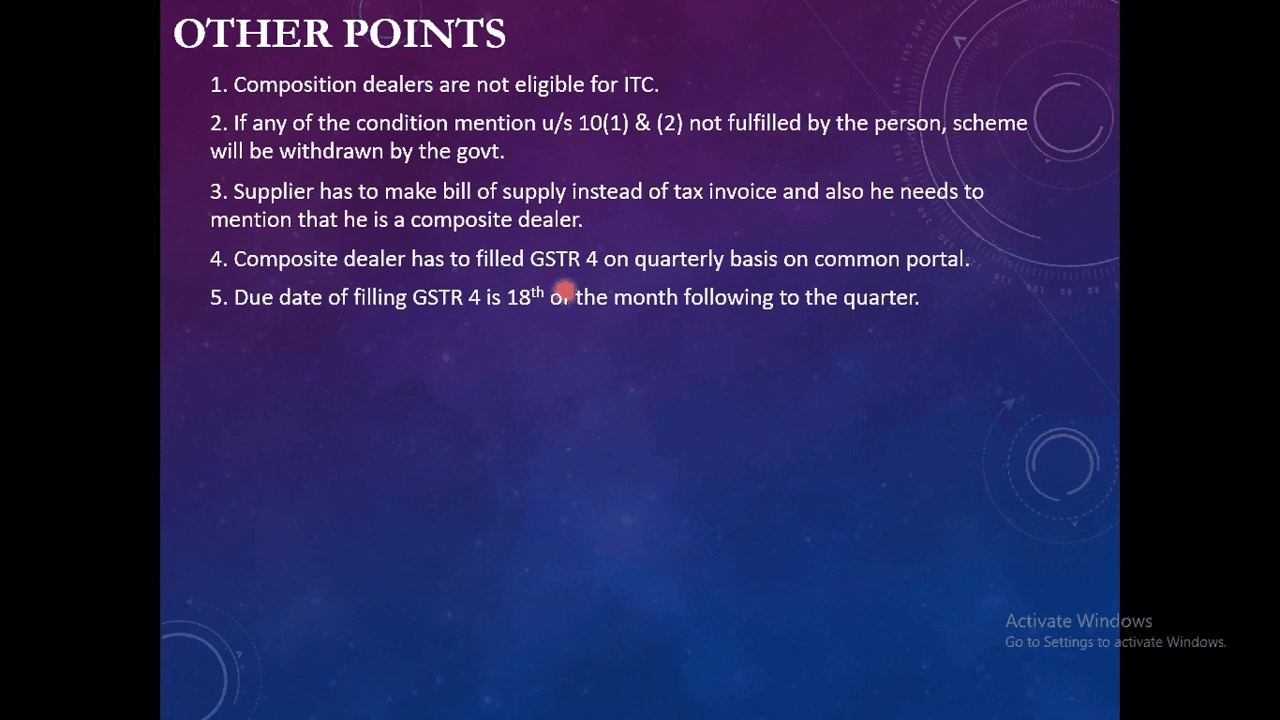 OTHER POINTS
1. Composition dealers are not eligible for ITC.
2. If any of the condition mention u/s 10(1) & (2) not fulfilled by the person, scheme
will be withdrawn by the govt.
3. Supplier has to make bill of supply instead of tax invoice and also he needs to
mention that he is a composite dealer.
4. Composite dealer has to filled GSTR 4 on quarterly basis on common portal.
5. Due date of filling GSTR 4 is 18th of the month following to the quarter.
Activate Windows
Go to Settings to activate Windows.